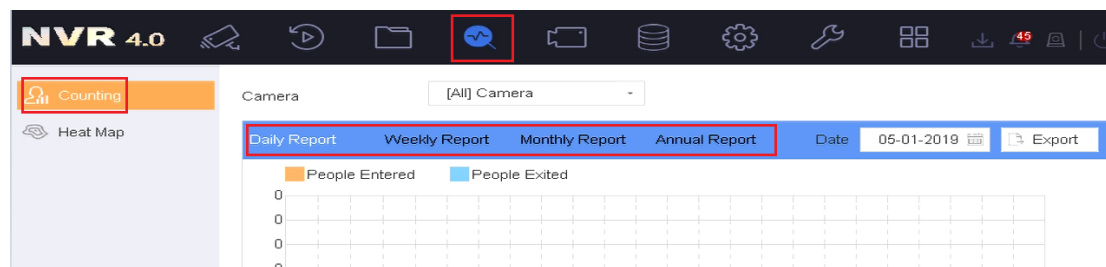 NVR 4.0
45
Counting
Heat Map
Camera [All] Camera
Daily Report Weekly Report Monthly Report Annual Report Date 05-01-2019 Export
People Entered People Exited
0
0
0
0